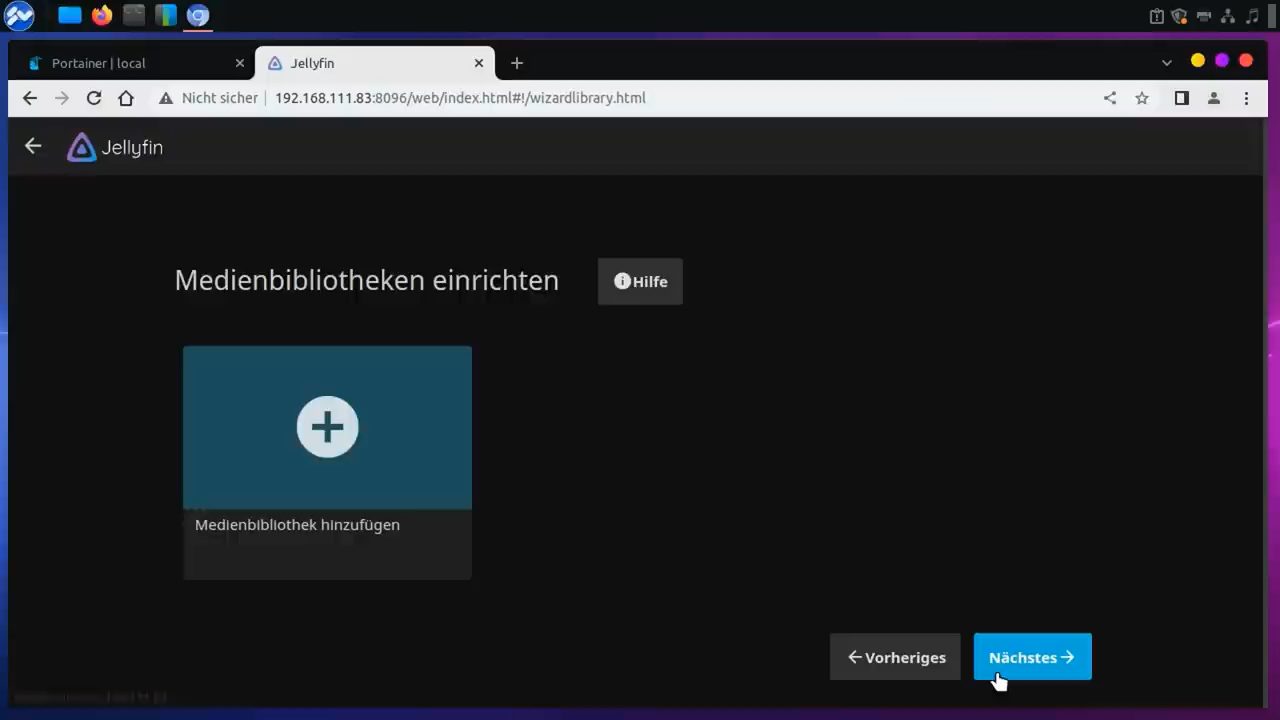 Portainer | local
Jellyfin
Nicht sicher
192.168.111.83:8096/web/index.html#!/wizardlibrary.html
Jellyfin
Medienbibliotheken einrichten
Hilfe
Medienbibliothek hinzufügen
Vorheriges
Nächstes